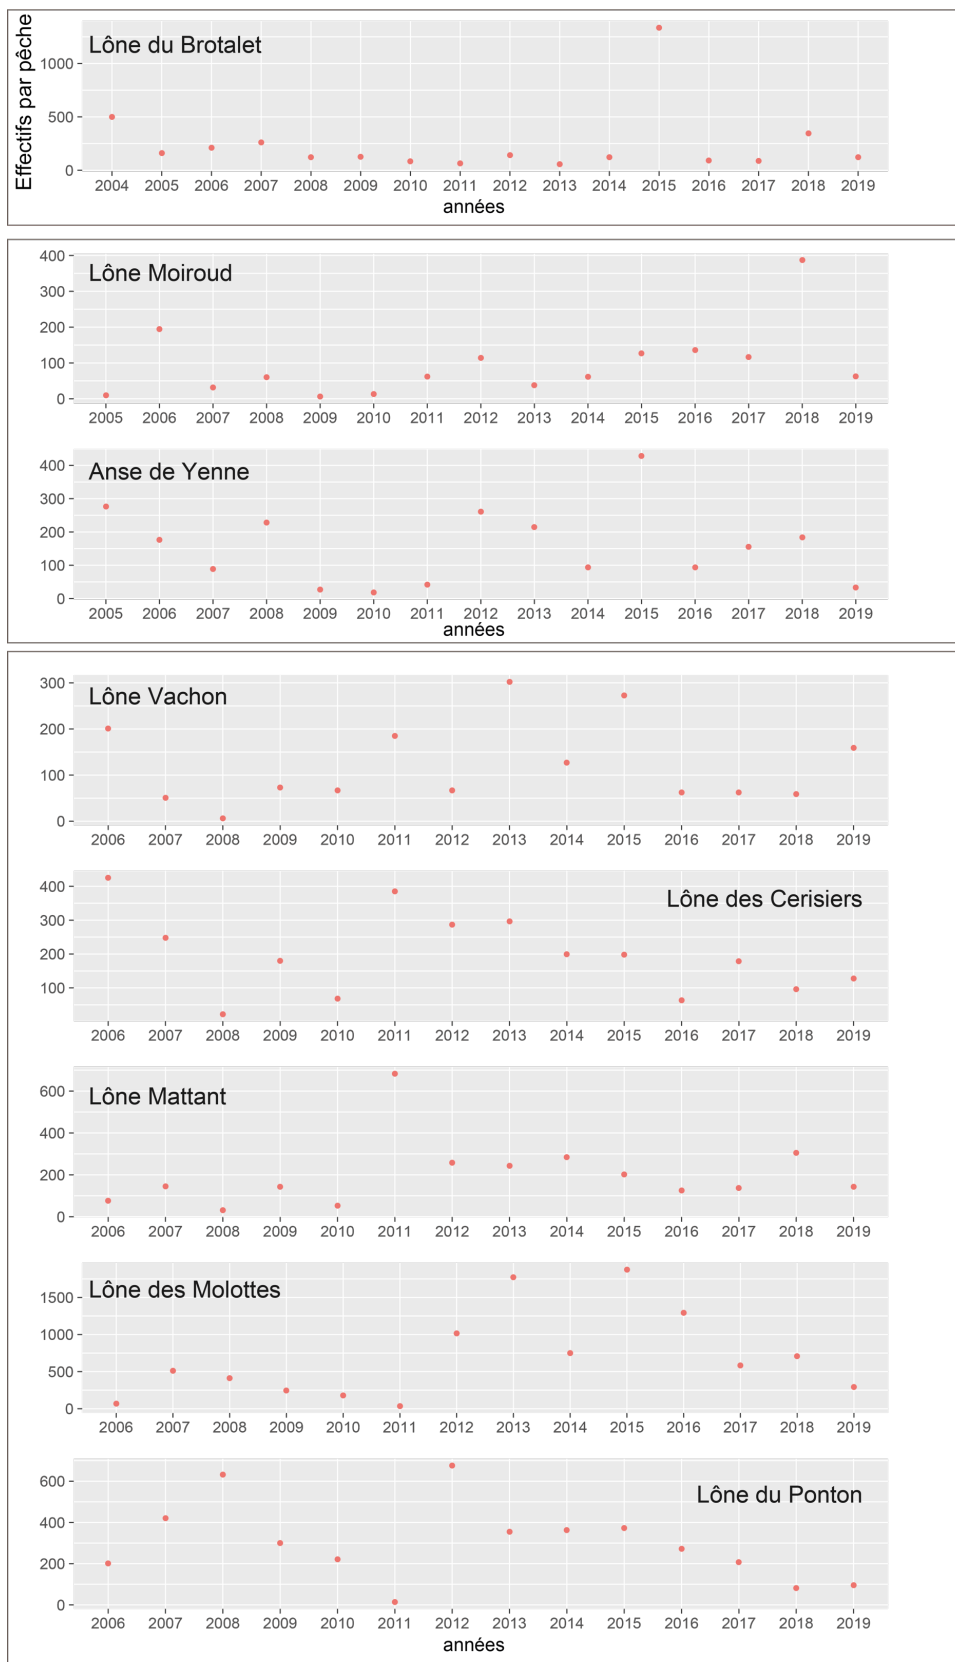 Effectifs par pêche
Lône du Brotalet
1000
500
0
2004 2005 2006 2007 2008 2009 2010 2011 2012 2013 2014 2015 2016 2017 2018 2019
années
Lône Moiroud
400
300
200
100
0
2005 2006 2007 2008 2009 2010 2011 2012 2013 2014 2015 2016 2017 2018 2019
Anse de Yenne
400
300
200
100
0
2005 2006 2007 2008 2009 2010 2011 2012 2013 2014 2015 2016 2017 2018 2019
années
Lône Vachon
300
200
100
0
2006 2007 2008 2009 2010 2011 2012 2013 2014 2015 2016 2017 2018 2019
Lône des Cerisiers
400
300
200
100
2006 2007 2008 2009 2010 2011 2012 2013 2014 2015 2016 2017 2018 2019
Lône Mattant
600
400
200
0
2006 2007 2008 2009 2010 2011 2012 2013 2014 2015 2016 2017 2018 2019
Lône des Molottes
1500
1000
500
0
2006 2007 2008 2009 2010 2011 2012 2013 2014 2015 2016 2017 2018 2019
Lône du Ponton
600
400
200
0
2006 2007 2008 2009 2010 2011 2012 2013 2014 2015 2016 2017 2018 2019
années